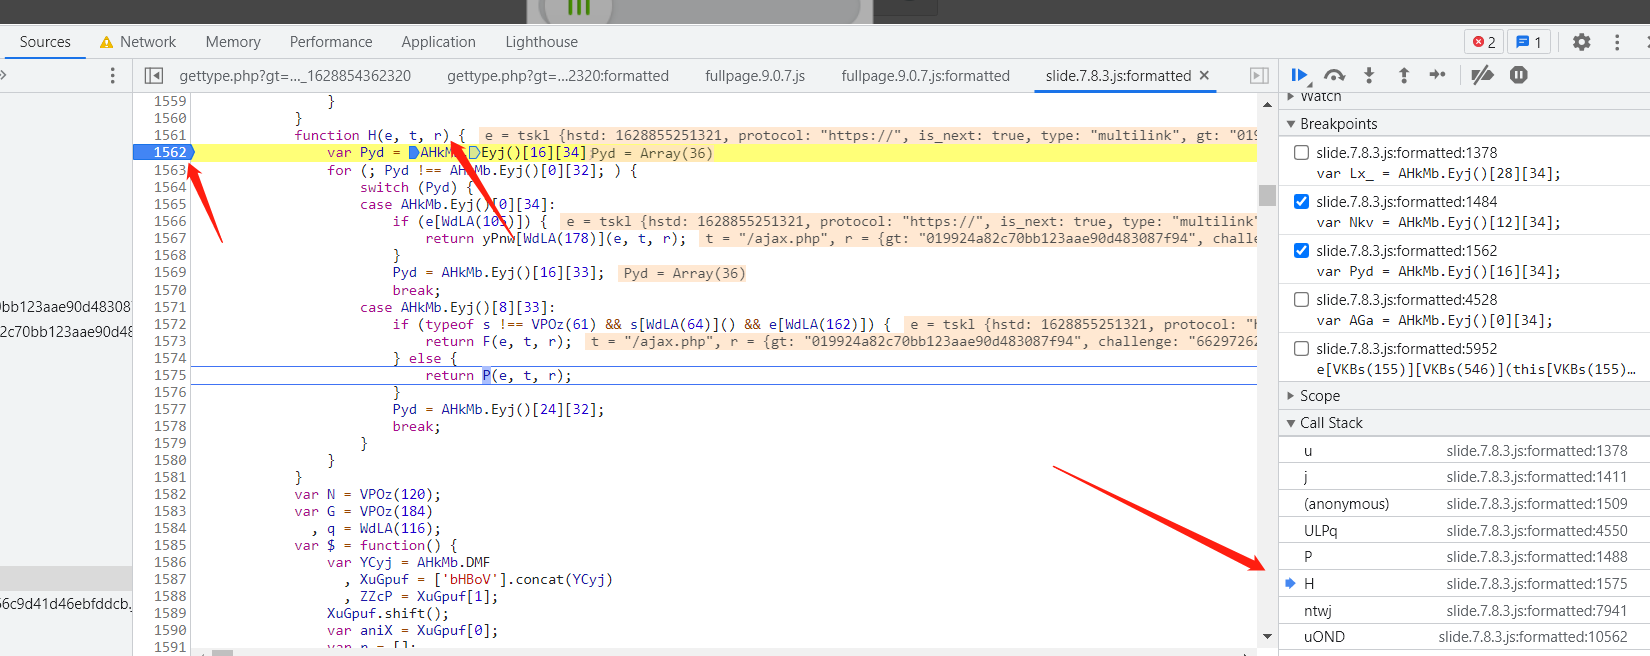 Sources Network Memory Performance Application Lighthouse 2 1
gettype.php?gt=..._1628854362320 gettype.php?gt=...2320:formatted fullpage.9.0.7.js fullpage.9.0.7.js:formatted slide.7.8.3.js:formatted
1559 }
1560 }
1561 function H(e, t, r) { e = tskl {hstd: 1628855251321, protocol: "https://", is_next: true, type: "multilink", gt: "019
1562 var Pyd = AHkM Eyj()[16][34] Pyd = Array(36)
1563 for (; Pyd !== AHkMb.Eyj()[0][32]; ) {
1564 switch (Pyd) {
1565 case AHkMb.Eyj()[0][34]:
1566 if (e[WdLA(105)]) { e = tskl {hstd: 1628855251321, protocol: "https://", is_next: true, type: "multilink"
1567 return yPnw[WdLA(178)](e, t, r); t = "/ajax.php", r = {gt: "019924a82c70bb123aae90d483087f94", challe
1568 }
1569 Pyd = AHkMb.Eyj()[16][33]; Pyd = Array(36)
1570 break;
1571 case AHkMb.Eyj()[8][33]:
1572 if (typeof s !== VPOz(61) && s[WdLA(64)]() && e[WdLA(162)]) { e = tskl {hstd: 1628855251321, protocol: "h
1573 return F(e, t, r); t = "/ajax.php", r = {gt: "019924a82c70bb123aae90d483087f94", challenge: "66297262
1574 } else {
1575 return P(e, t, r);
1576 }
1577 Pyd = AHkMb.Eyj()[24][32];
1578 break;
1579 }
1580 }
1581 }
1582 var N = VPOz(120);
1583 var G = VPOz(184)
1584 , q = WdLA(116);
1585 var $ = function() {
1586 var YCyj = AHkMb.DMF
1587 , XuGpuf = ['bHBoV'].concat(YCyj)
1588 , ZZcP = XuGpuf[1];
1589 XuGpuf.shift();
1590 var aniX = XuGpuf[0];
1591 var r = [];
bb123aae90d48308
2c70bb123aae90d48
66c9d41d46ebfddcb.
Watch
Breakpoints
slide.7.8.3.js:formatted:1378
var Lx_ = AHkMb.Eyj()[28][34];
slide.7.8.3.js:formatted:1484
var Nkv = AHkMb.Eyj()[12][34];
slide.7.8.3.js:formatted:1562
var Pyd = AHkMb.Eyj()[16][34];
slide.7.8.3.js:formatted:4528
var AGa = AHkMb.Eyj()[0][34];
slide.7.8.3.js:formatted:5952
e[VKBs(155)][VKBs(546)](this[VKBs(155)…
Scope
Call Stack
u slide.7.8.3.js:formatted:1378
j slide.7.8.3.js:formatted:1411
(anonymous) slide.7.8.3.js:formatted:1509
ULPq slide.7.8.3.js:formatted:4550
P slide.7.8.3.js:formatted:1488
H slide.7.8.3.js:formatted:1575
ntwj slide.7.8.3.js:formatted:7941
uOND slide.7.8.3.js:formatted:10562